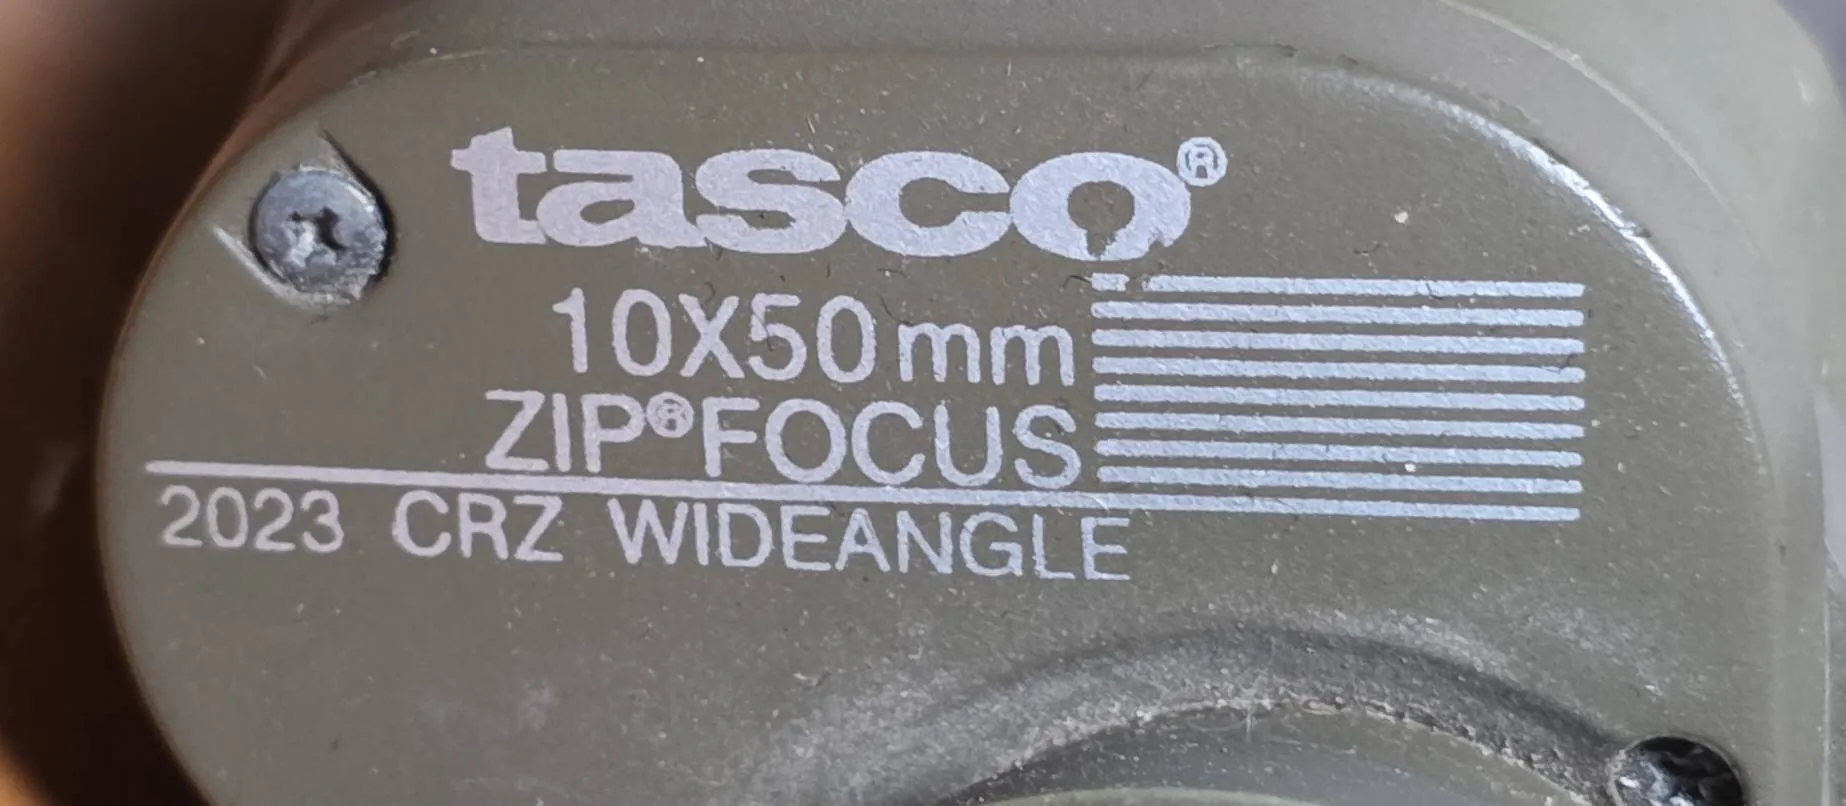 tasco®
10X50mm
ZIP® FOCUS
2023 CRZ WIDEANGLE